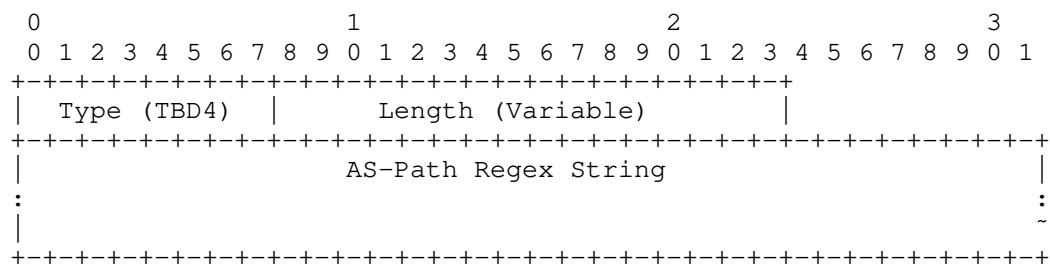 0                   1                   2                   3
 0 1 2 3 4 5 6 7 8 9 0 1 2 3 4 5 6 7 8 9 0 1 2 3 4 5 6 7 8 9 0 1
+-+-+-+-+-+-+-+-+-+-+-+-+-+-+-+-+-+-+-+-+-+-+-+-+
|  Type (TBD4)  |      Length (Variable)        |
+-+-+-+-+-+-+-+-+-+-+-+-+-+-+-+-+-+-+-+-+-+-+-+-+-+-+-+-+-+-+-+-+
|                    AS-Path Regex String                       |
:                                                               :
|                                                               ~
+-+-+-+-+-+-+-+-+-+-+-+-+-+-+-+-+-+-+-+-+-+-+-+-+-+-+-+-+-+-+-+-+